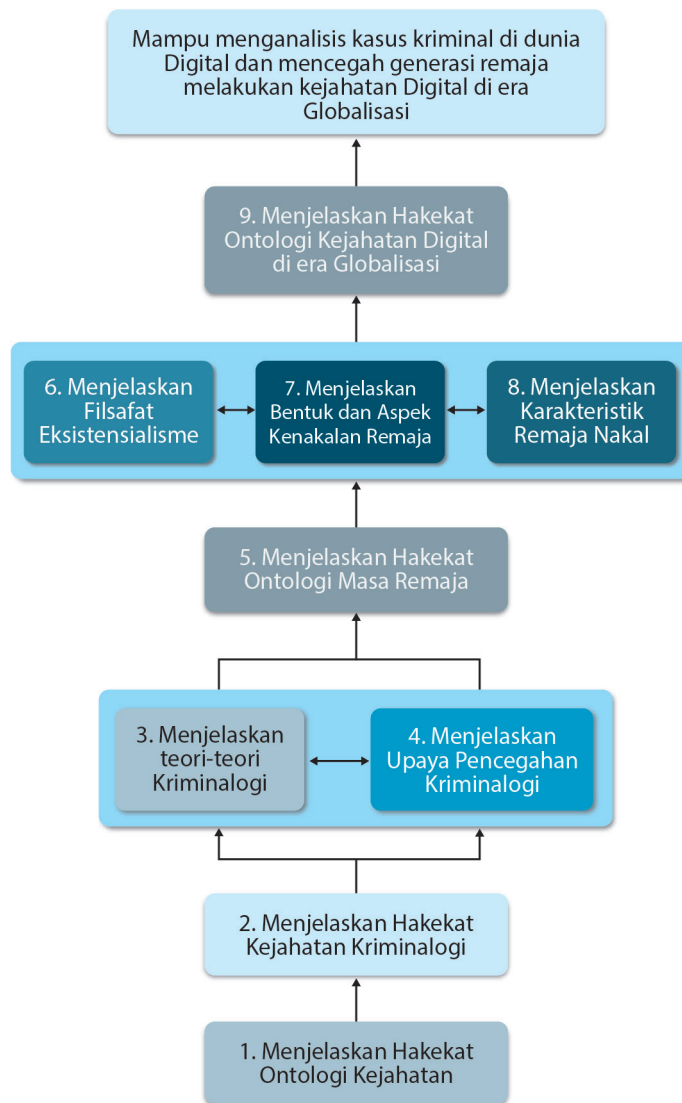 Mampu menganalisis kasus kriminal di dunia
Digital dan mencegah generasi remaja
melakukan kejahatan Digital di era
Globalisasi
9. Menjelaskan Hakekat
Ontologi Kejahatan Digital
di era Globalisasi
6. Menjelaskan
Filsafat
Eksistensialisme
7. Menjelaskan
Bentuk dan Aspek
Kenakalan Remaja
8. Menjelaskan
Karakteristik
Remaja Nakal
5. Menjelaskan Hakekat
Ontologi Masa Remaja
3. Menjelaskan
teori-teori
Kriminalogi
4. Menjelaskan
Upaya Pencegahan
Kriminalogi
2. Menjelaskan Hakekat
Kejahatan Kriminalogi
1. Menjelaskan Hakekat
Ontologi Kejahatan